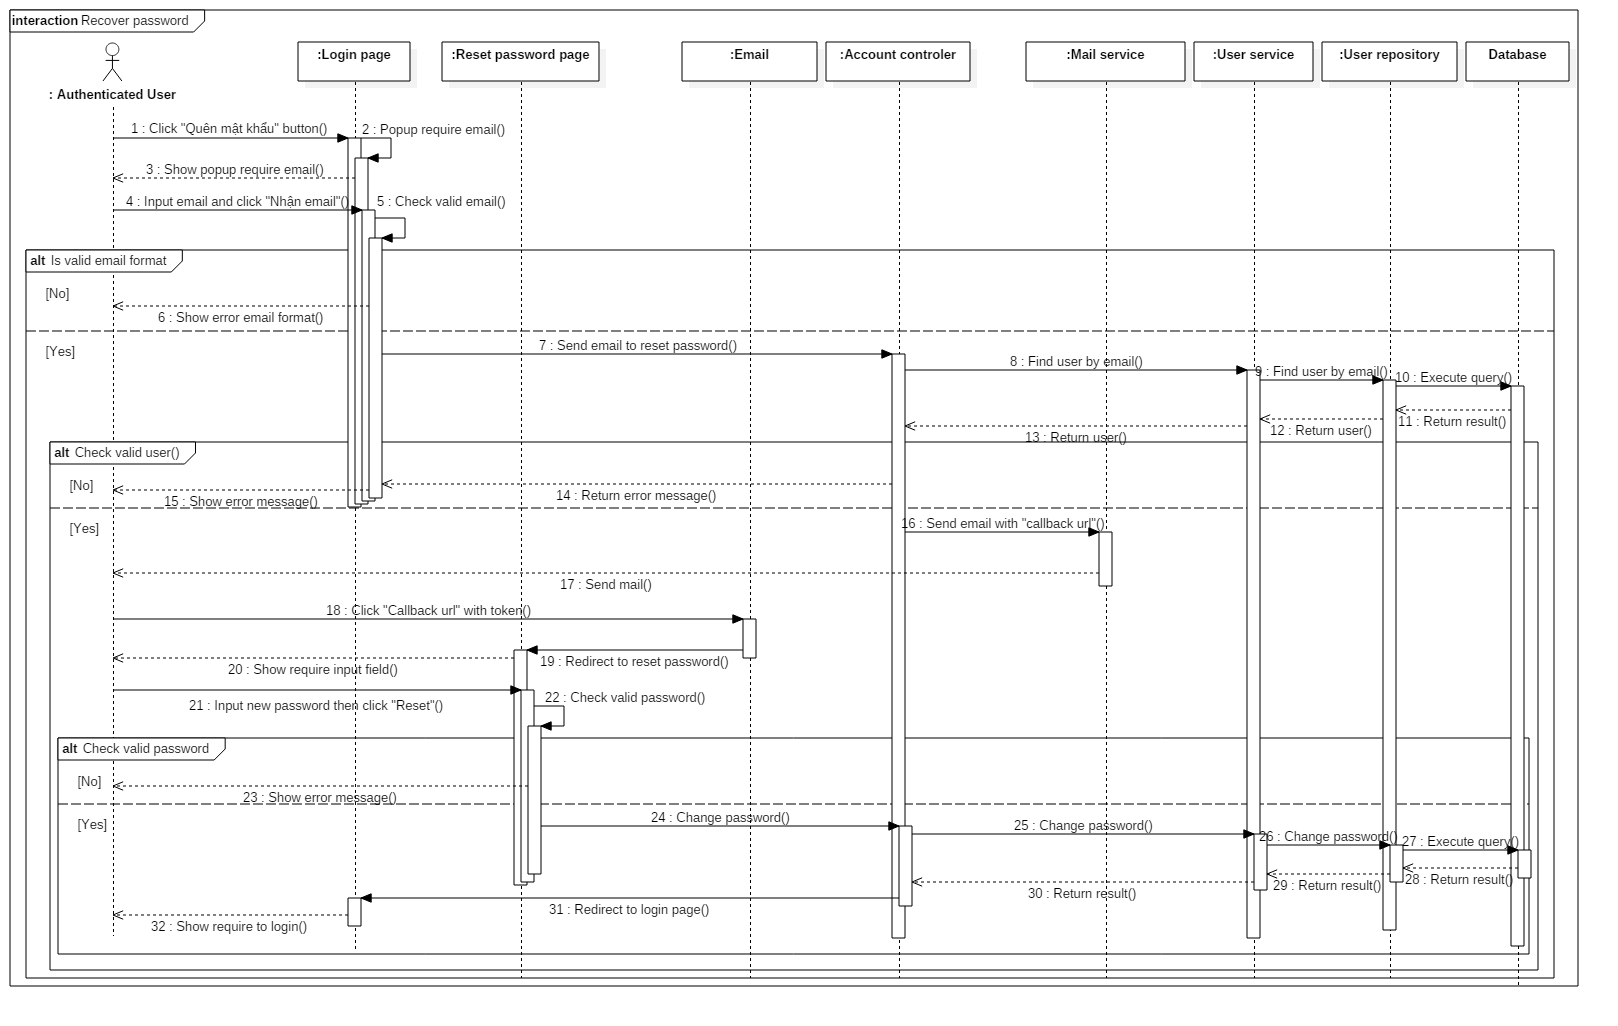 interaction Recover password
:Login page
:Reset password page
:Email
:Account controler
:Mail service
:User service
:User repository
Database
: Authenticated User
1 : Click "Quên mật khẩu" button()
2 : Popup require email()
3 : Show popup require email()
4 : Input email and click "Nhận email"()
5 : Check valid email()
alt Is valid email format
[No]
6 : Show error email format()
[Yes]
7 : Send email to reset password()
8 : Find user by email()
9 : Find user by email()
10 : Execute query()
11 : Return result()
12 : Return user()
13 : Return user()
alt Check valid user()
[No]
14 : Return error message()
15 : Show error message()
[Yes]
16 : Send email with "callback url"()
17 : Send mail()
18 : Click "Callback url" with token()
19 : Redirect to reset password()
20 : Show require input field()
21 : Input new password then click "Reset"()
22 : Check valid password()
alt Check valid password
[No]
23 : Show error message()
[Yes]
24 : Change password()
25 : Change password()
26 : Change password()
27 : Execute query()
28 : Return result()
29 : Return result()
30 : Return result()
31 : Redirect to login page()
32 : Show require to login()